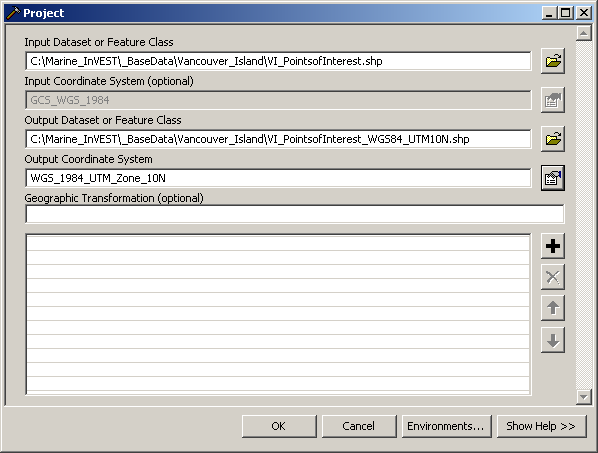 Project
Input Dataset or Feature Class
C:\Marine_InVEST\_BaseData\Vancouver_Island\VI_PointsofInterest.shp
Input Coordinate System (optional)
GCS_WGS_1984
Output Dataset or Feature Class
C:\Marine_InVEST\_BaseData\Vancouver_Island\VI_PointsofInterest_WGS84_UTM10N.shp
Output Coordinate System
WGS_1984_UTM_Zone_10N
Geographic Transformation (optional)
OK Cancel Environments... Show Help >>